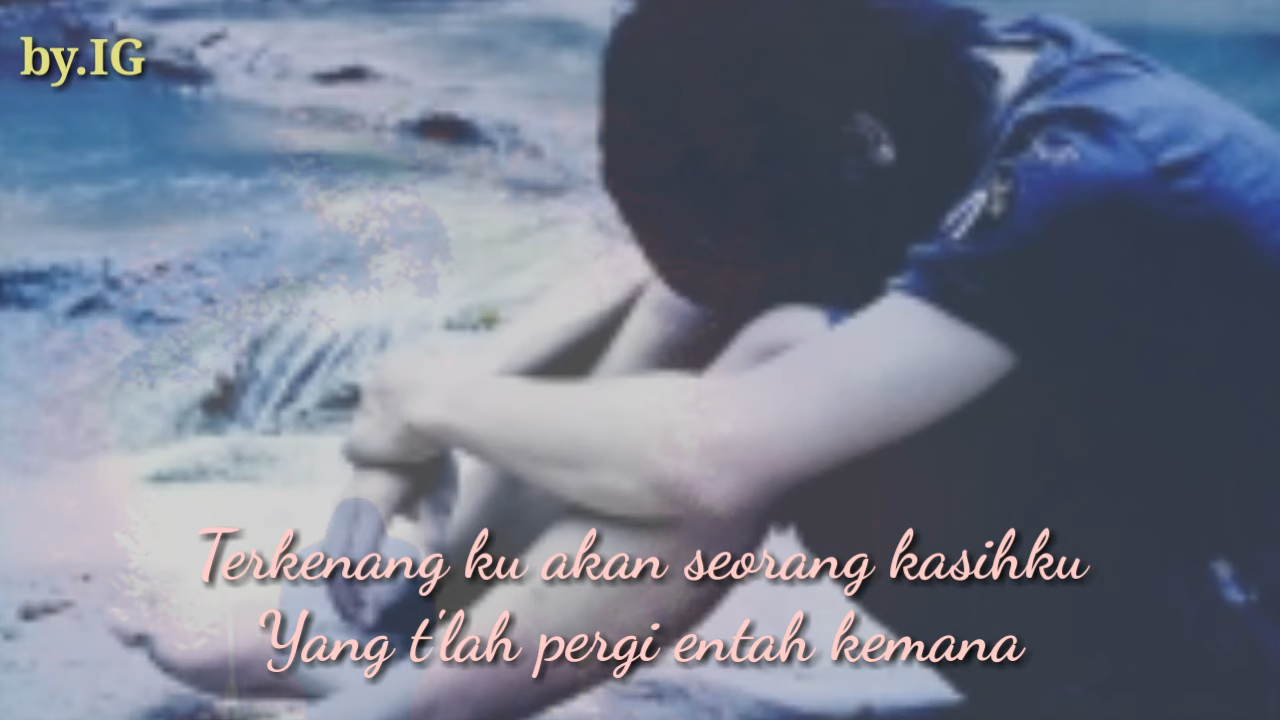 by.IG
Terkenang ku akan seorang kasihku
Yang t'lah pergi entah kemana